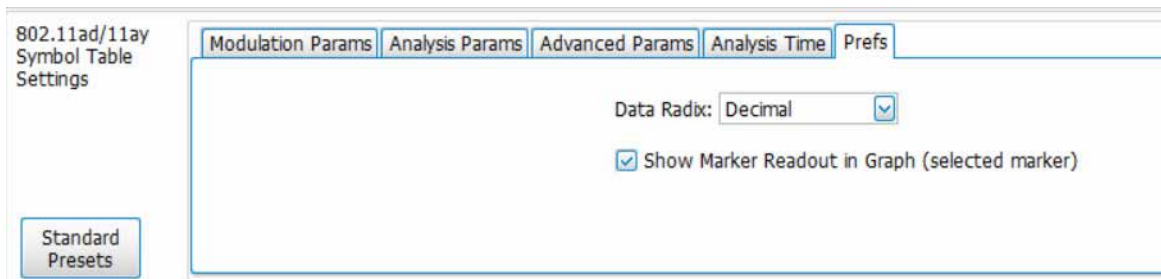 802.11ad/11ay
Symbol Table
Settings
Modulation Params Analysis Params Advanced Params Analysis Time Prefs
Data Radix: Decimal
Show Marker Readout in Graph (selected marker)
Standard
Presets